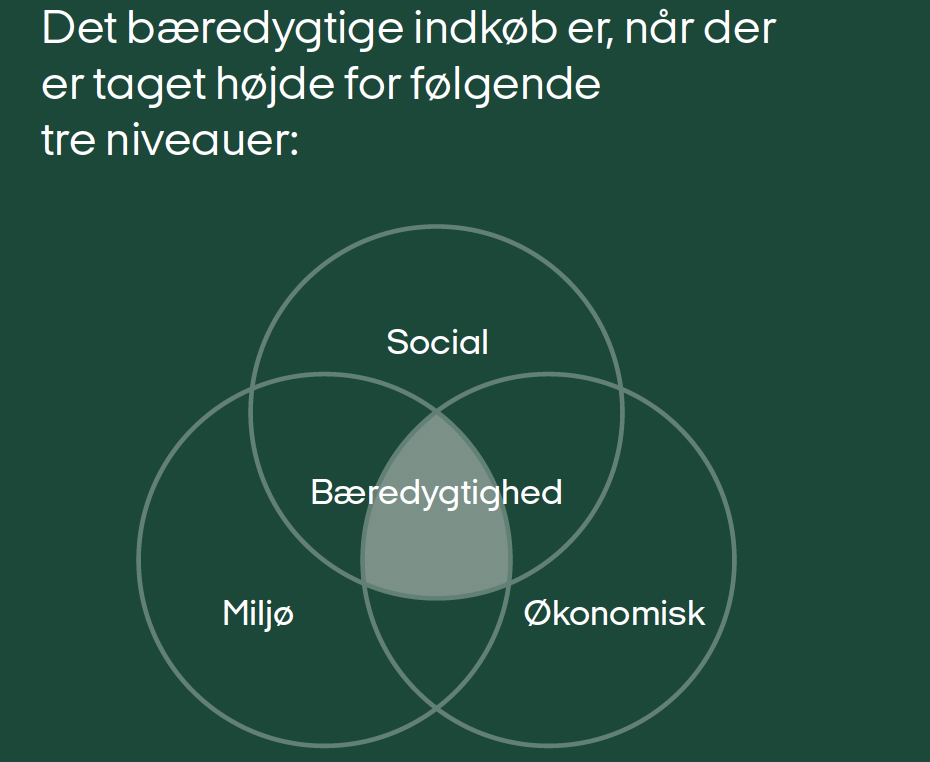 Det bæredygtige indkøb er, når der
er taget højde for følgende
tre niveauer:
Social
Bæredygtighed
Miljø
Økonomisk